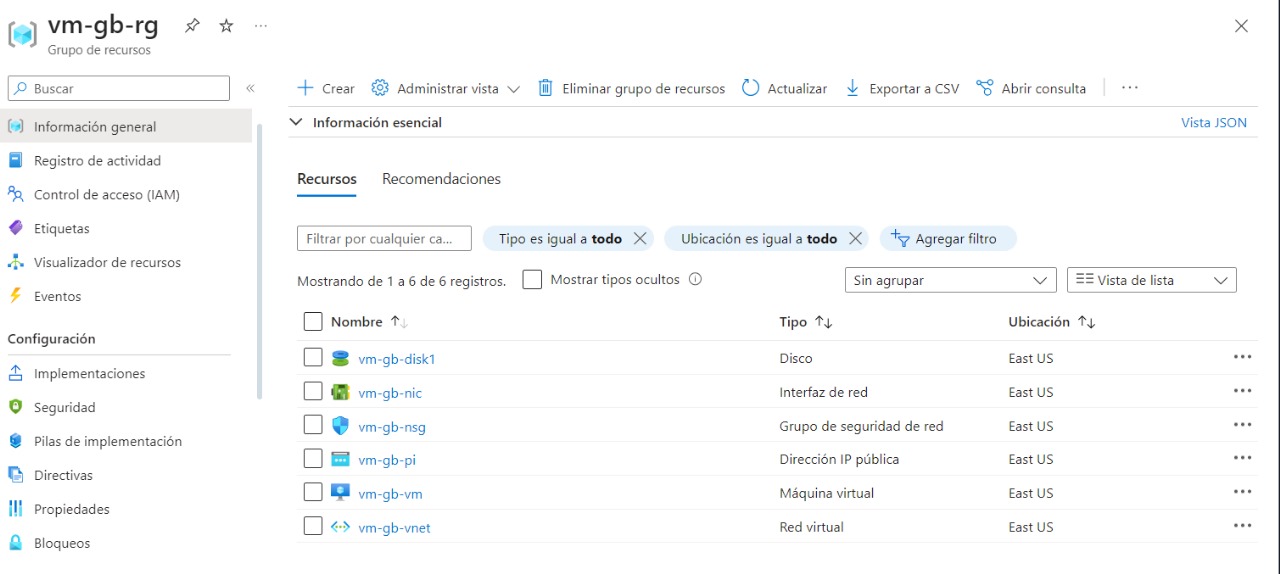 vm-gb-rg
Grupo de recursos
Buscar
Información general
Registro de actividad
Control de acceso (IAM)
Etiquetas
Visualizador de recursos
Eventos
Configuración
Implementaciones
Seguridad
Pilas de implementación
Directivas
Propiedades
Bloqueos
Crear Administrar vista Eliminar grupo de recursos Actualizar Exportar a CSV Abrir consulta
Información esencial Vista JSON
Recursos Recomendaciones
Filtrar por cualquier ca... Tipo es igual a todo Ubicación es igual a todo Agregar filtro
Mostrando de 1 a 6 de 6 registros. Mostrar tipos ocultos Sin agrupar Vista de lista
Nombre Tipo Ubicación
vm-gb-disk1 Disco East US
vm-gb-nic Interfaz de red East US
vm-gb-nsg Grupo de seguridad de red East US
vm-gb-pi Dirección IP pública East US
vm-gb-vm Máquina virtual East US
vm-gb-vnet Red virtual East US